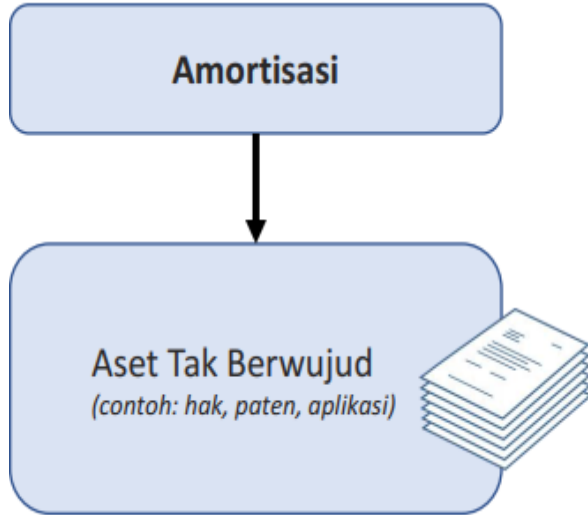 Amortisasi
Aset Tak Berwujud
(contoh: hak, paten, aplikasi)